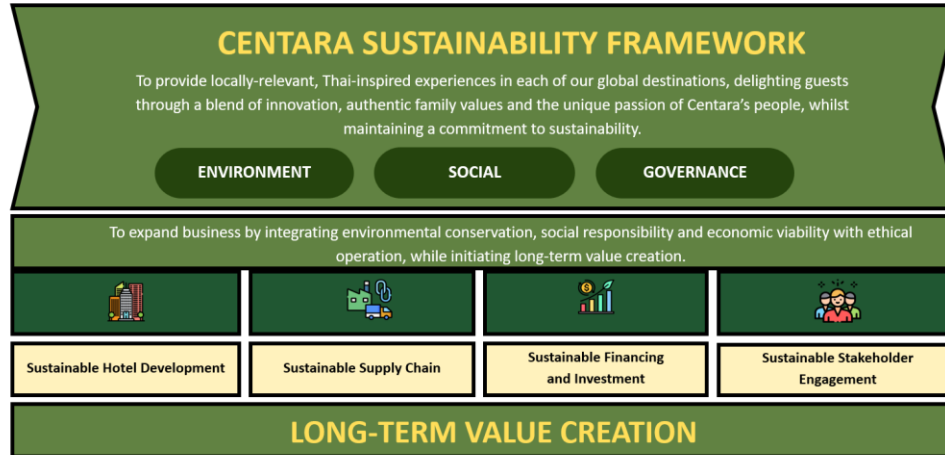 CENTARA SUSTAINABILITY FRAMEWORK
To provide locally-relevant, Thai-inspired experiences in each of our global destinations, delighting guests
through a blend of innovation, authentic family values and the unique passion of Centara's people, whilst
maintaining a commitment to sustainability.
ENVIRONMENT
SOCIAL
GOVERNANCE
To expand business by integrating environmental conservation, social responsibility and economic viability with ethical
operation, while initiating long-term value creation.
Sustainable Hotel Development
Sustainable Supply Chain
Sustainable Financing
and Investment
Sustainable Stakeholder
Engagement
LONG-TERM VALUE CREATION